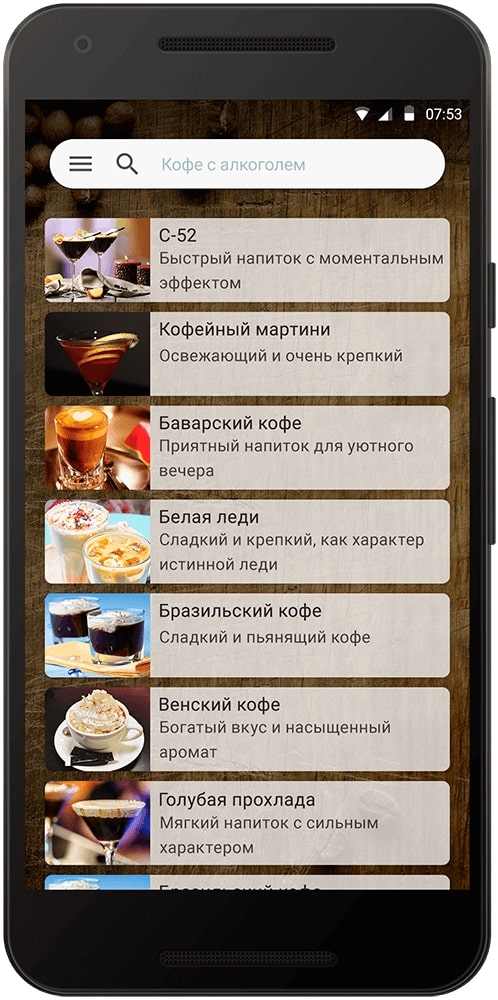 07:53
Кофе с алкоголем
С-52
Быстрый напиток с моментальным
эффектом
Кофейный мартини
Освежающий и очень крепкий
Баварский кофе
Приятный напиток для уютного
вечера
Белая леди
Сладкий и крепкий, как характер
истинной леди
Бразильский кофе
Сладкий и пьянящий кофе
Венский кофе
Богатый вкус и насыщенный
аромат
Голубая прохлада
Мягкий напиток с сильным
характером
Бразильский кофе